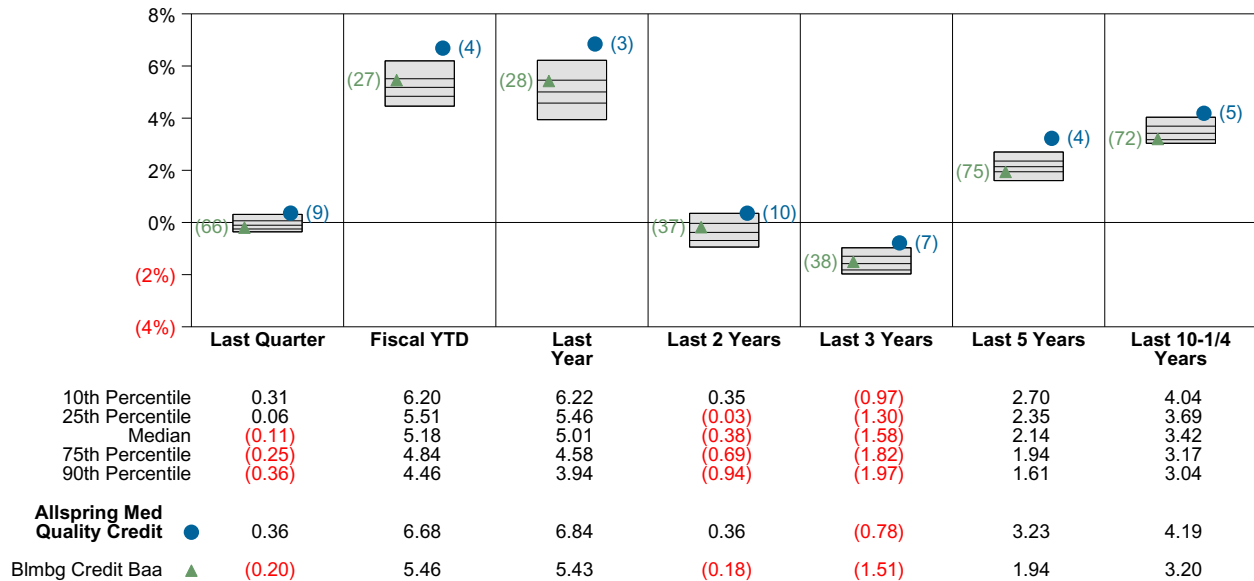 8%
6%
4%
2%
0%
(2%)
(4%)
(66) (9) (27) (4) (28) (3) (37) (10) (38) (7) (75) (4) (72) (5)
Last Quarter Fiscal YTD Last Year Last 2 Years Last 3 Years Last 5 Years Last 10-1/4 Years
10th Percentile 0.31 6.20 6.22 0.35 (0.97) 2.70 4.04
25th Percentile 0.06 5.51 5.46 (0.03) (1.30) 2.35 3.69
Median (0.11) 5.18 5.01 (0.38) (1.58) 2.14 3.42
75th Percentile (0.25) 4.84 4.58 (0.69) (1.82) 1.94 3.17
90th Percentile (0.36) 4.46 3.94 (0.94) (1.97) 1.61 3.04
Allspring Med
Quality Credit 0.36 6.68 6.84 0.36 (0.78) 3.23 4.19
Blmbg Credit Baa (0.20) 5.46 5.43 (0.18) (1.51) 1.94 3.20